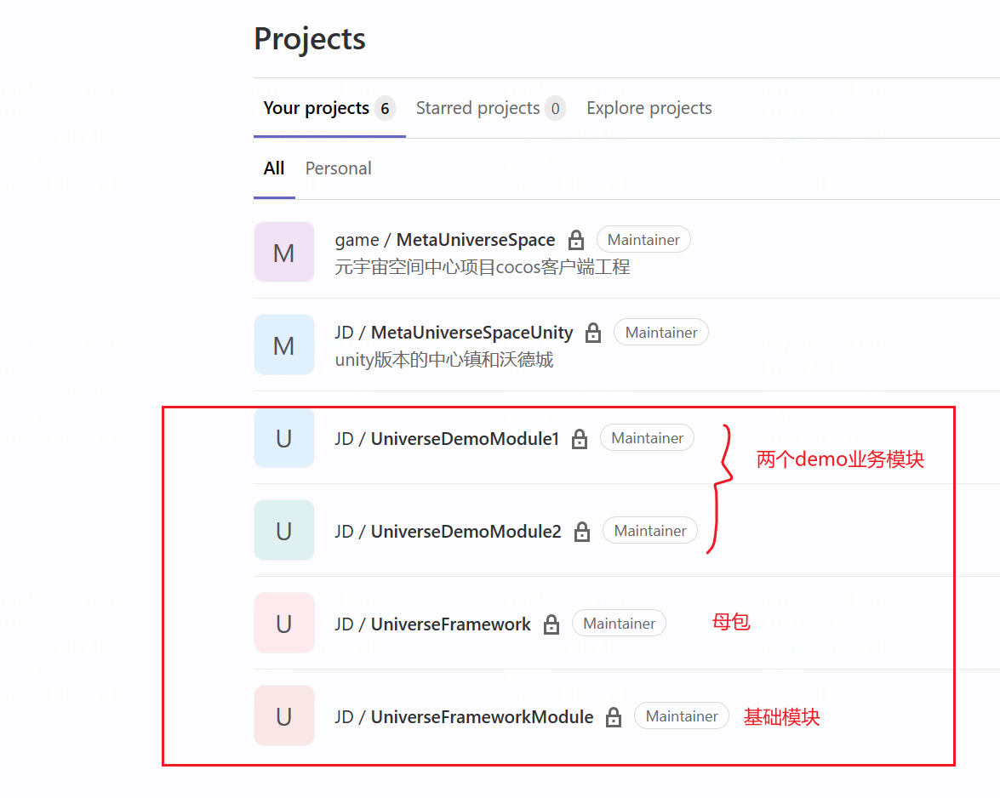 Projects
Your projects 6 Starred projects 0 Explore projects
All Personal
M game / MetaUniverseSpace Maintainer
元宇宙空间中心项目cocos客户端工程
M JD / MetaUniverseSpaceUnity Maintainer
unity版本的中心镇和沃德城
U JD / UniverseDemoModule1 Maintainer
两个demo业务模块
U JD / UniverseDemoModule2 Maintainer
U JD / UniverseFramework Maintainer 母包
U JD / UniverseFrameworkModule Maintainer 基础模块